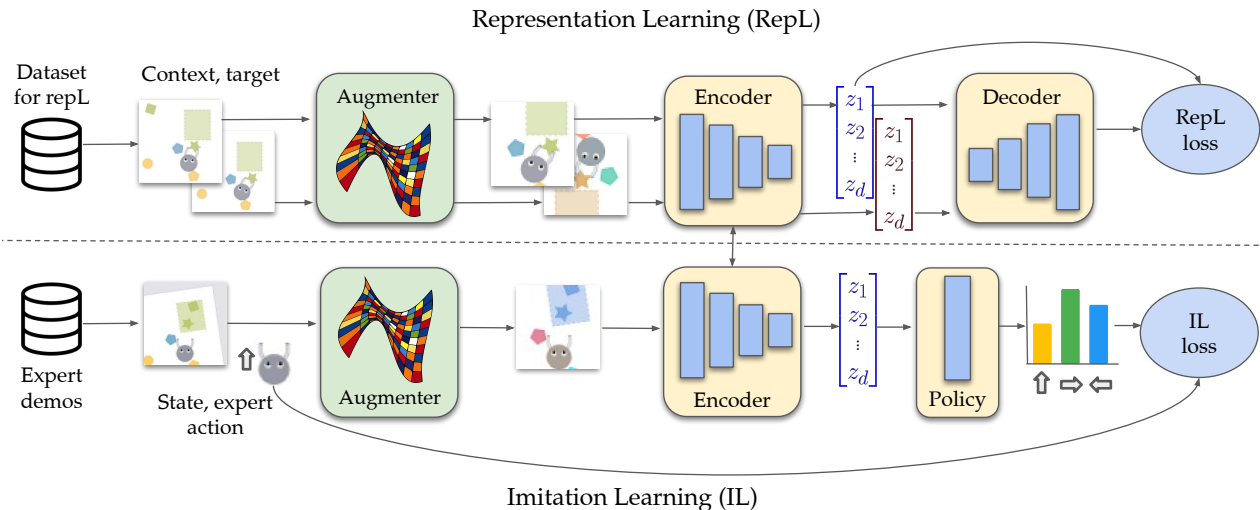 Representation Learning (RepL)
Dataset
for repL
Context, target
Augmenter
Encoder
z1
z2
⋮
zd
z1
z2
⋮
zd
Decoder
RepL
loss
Expert
demos
State, expert
action
Augmenter
Encoder
z1
z2
⋮
zd
Policy
IL
loss
Imitation Learning (IL)